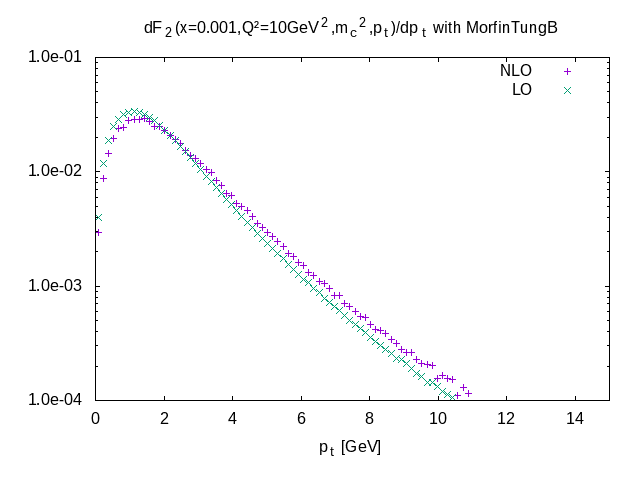 dF2(x=0.001,Q²=10GeV²,mc²,pt)/dpt with MorfinTungB
1.0e-01
NLO
LO
1.0e-02
1.0e-03
1.0e-04
0 2 4 6 8 10 12 14
pt [GeV]